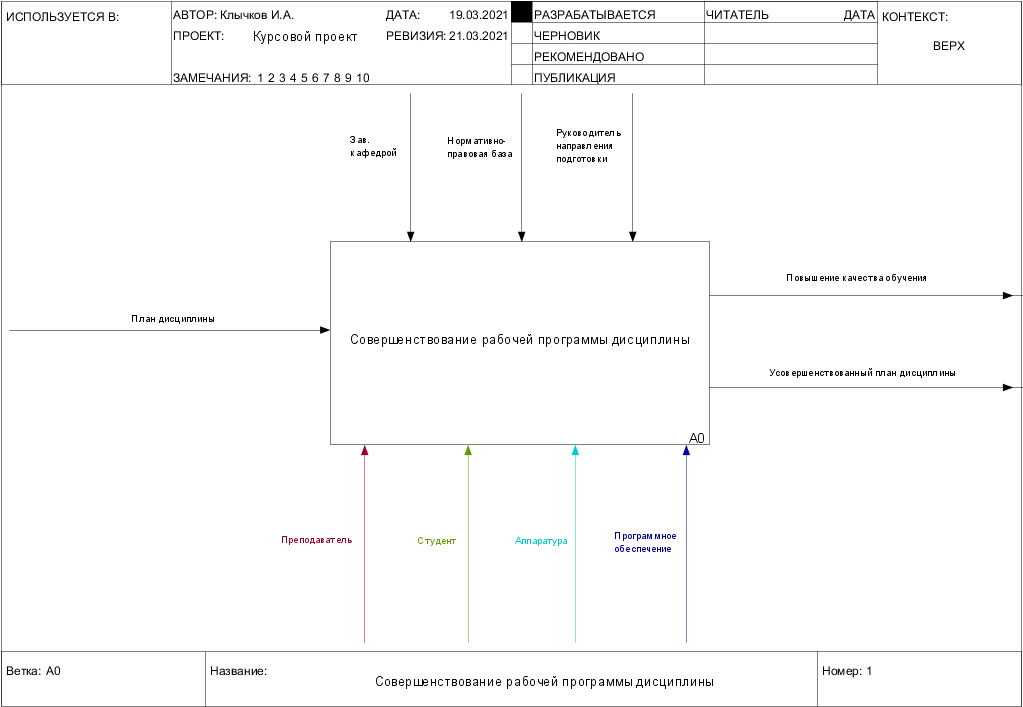 ИСПОЛЬЗУЕТСЯ В:
АВТОР: Клычков И.А.
ДАТА: 19.03.2021
РАЗРАБАТЫВАЕТСЯ
ЧИТАТЕЛЬ
ДАТА
КОНТЕКСТ:
ПРОЕКТ: Курсовой проект
РЕВИЗИЯ: 21.03.2021
ЧЕРНОВИК
ВЕРХ
РЕКОМЕНДОВАНО
ЗАМЕЧАНИЯ: 1 2 3 4 5 6 7 8 9 10
ПУБЛИКАЦИЯ
Зав.
кафедрой
Нормативно-
правовая база
Руководитель
направления
подготовки
Повышение качества обучения
План дисциплины
Совершенствование рабочей программы дисциплины
Усовершенствованный план дисциплины
A0
Преподаватель
Студент
Аппаратура
Программное
обеспечение
Ветка: A0
Название:
Совершенствование рабочей программы дисциплины
Номер: 1